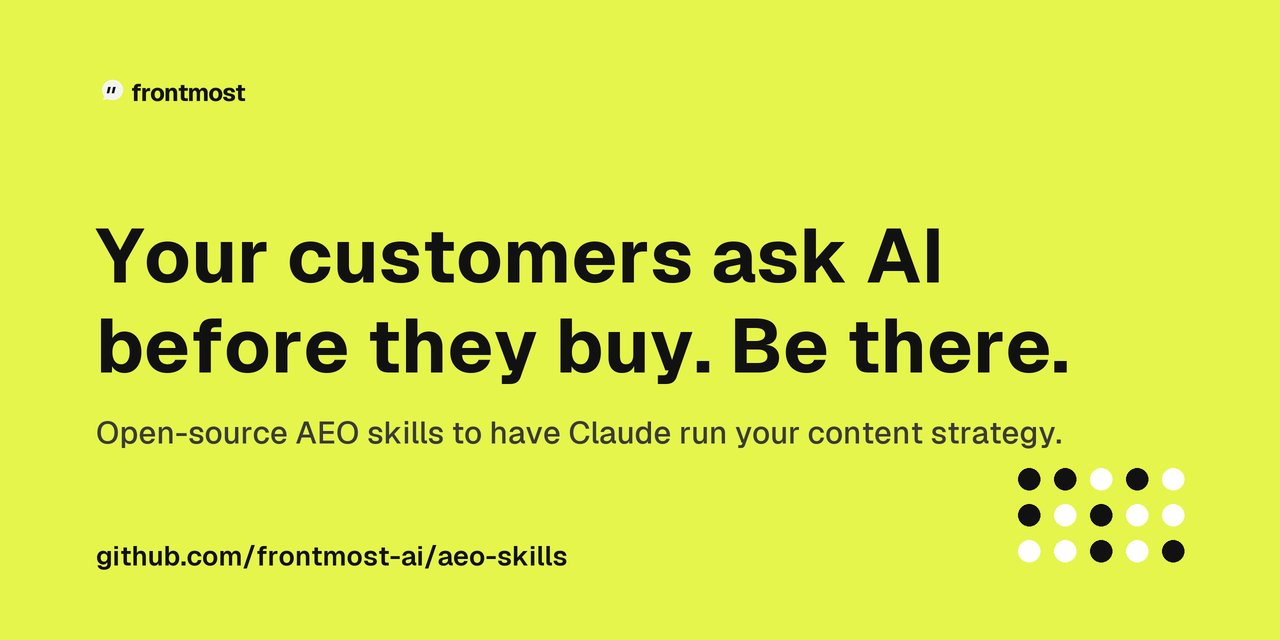 frontmost
Your customers ask AI
before they buy. Be there.
Open-source AEO skills to have Claude run your content strategy.
github.com/frontmost-ai/aeo-skills